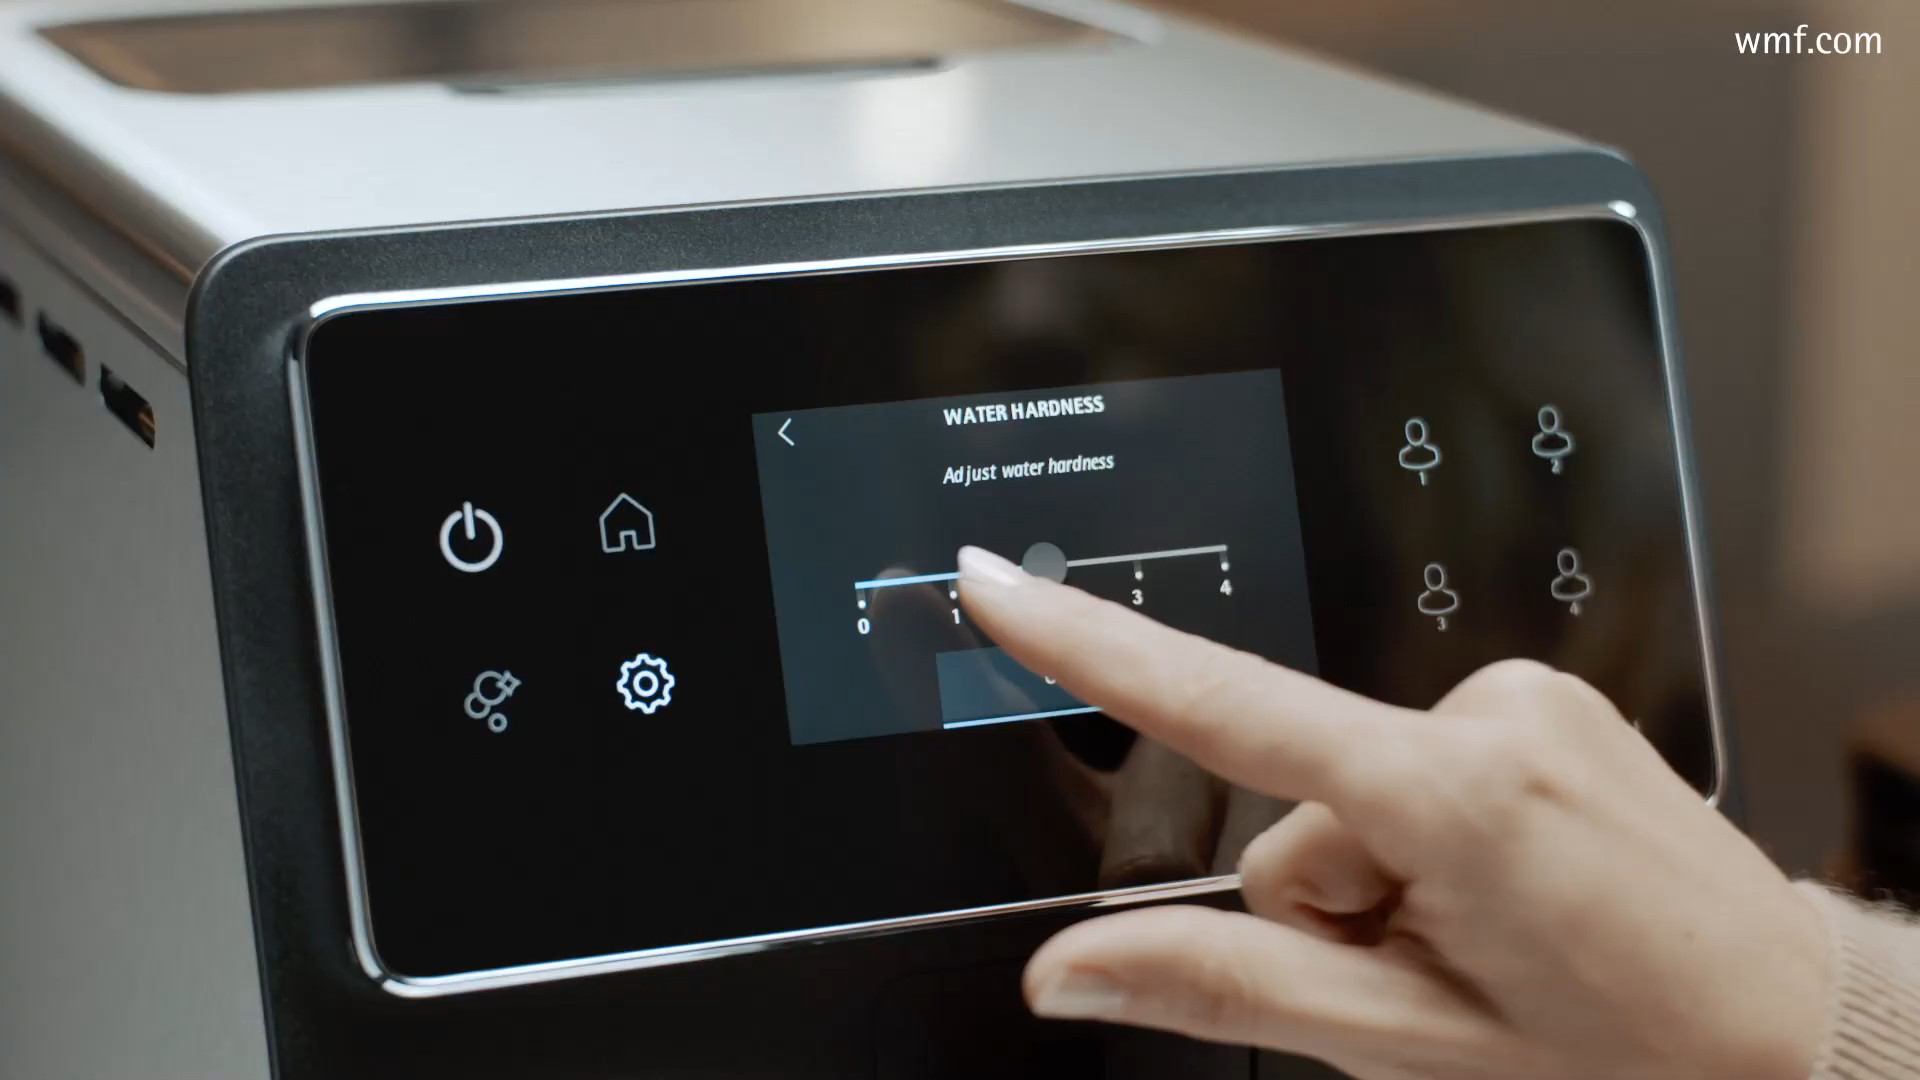 wmf.com
WATER HARDNESS
Adjust water hardness
0 1 3 4
1 2
3 4